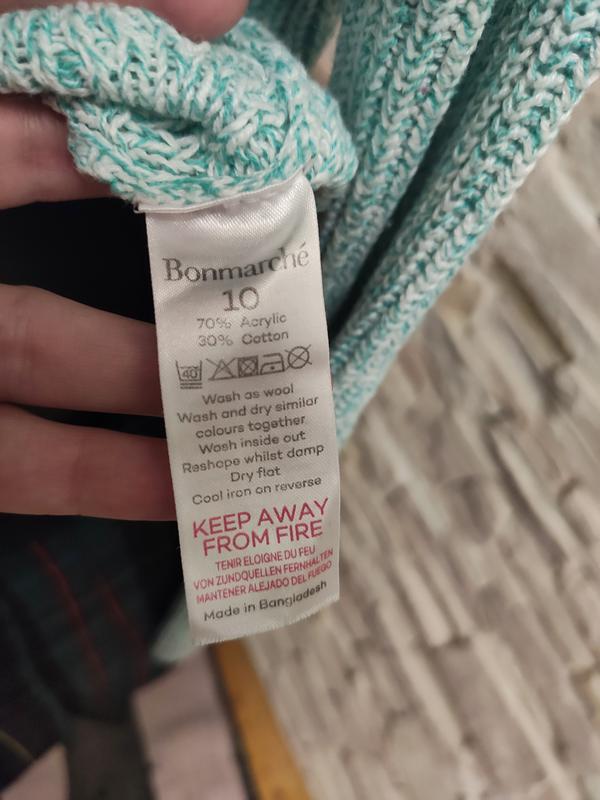 Bonmarché
10
70% Acrylic
30% Cotton
40
Wash as wool
Wash and dry similar
colours together
Wash inside out
Reshape whilst damp
Dry flat
Cool iron on reverse
KEEP AWAY
FROM FIRE
TENIR ELOIGNE DU FEU
VON ZUNDQUELLEN FERNHALTEN
MANTENER ALEJADO DEL FUEGO
Made in Bangladesh